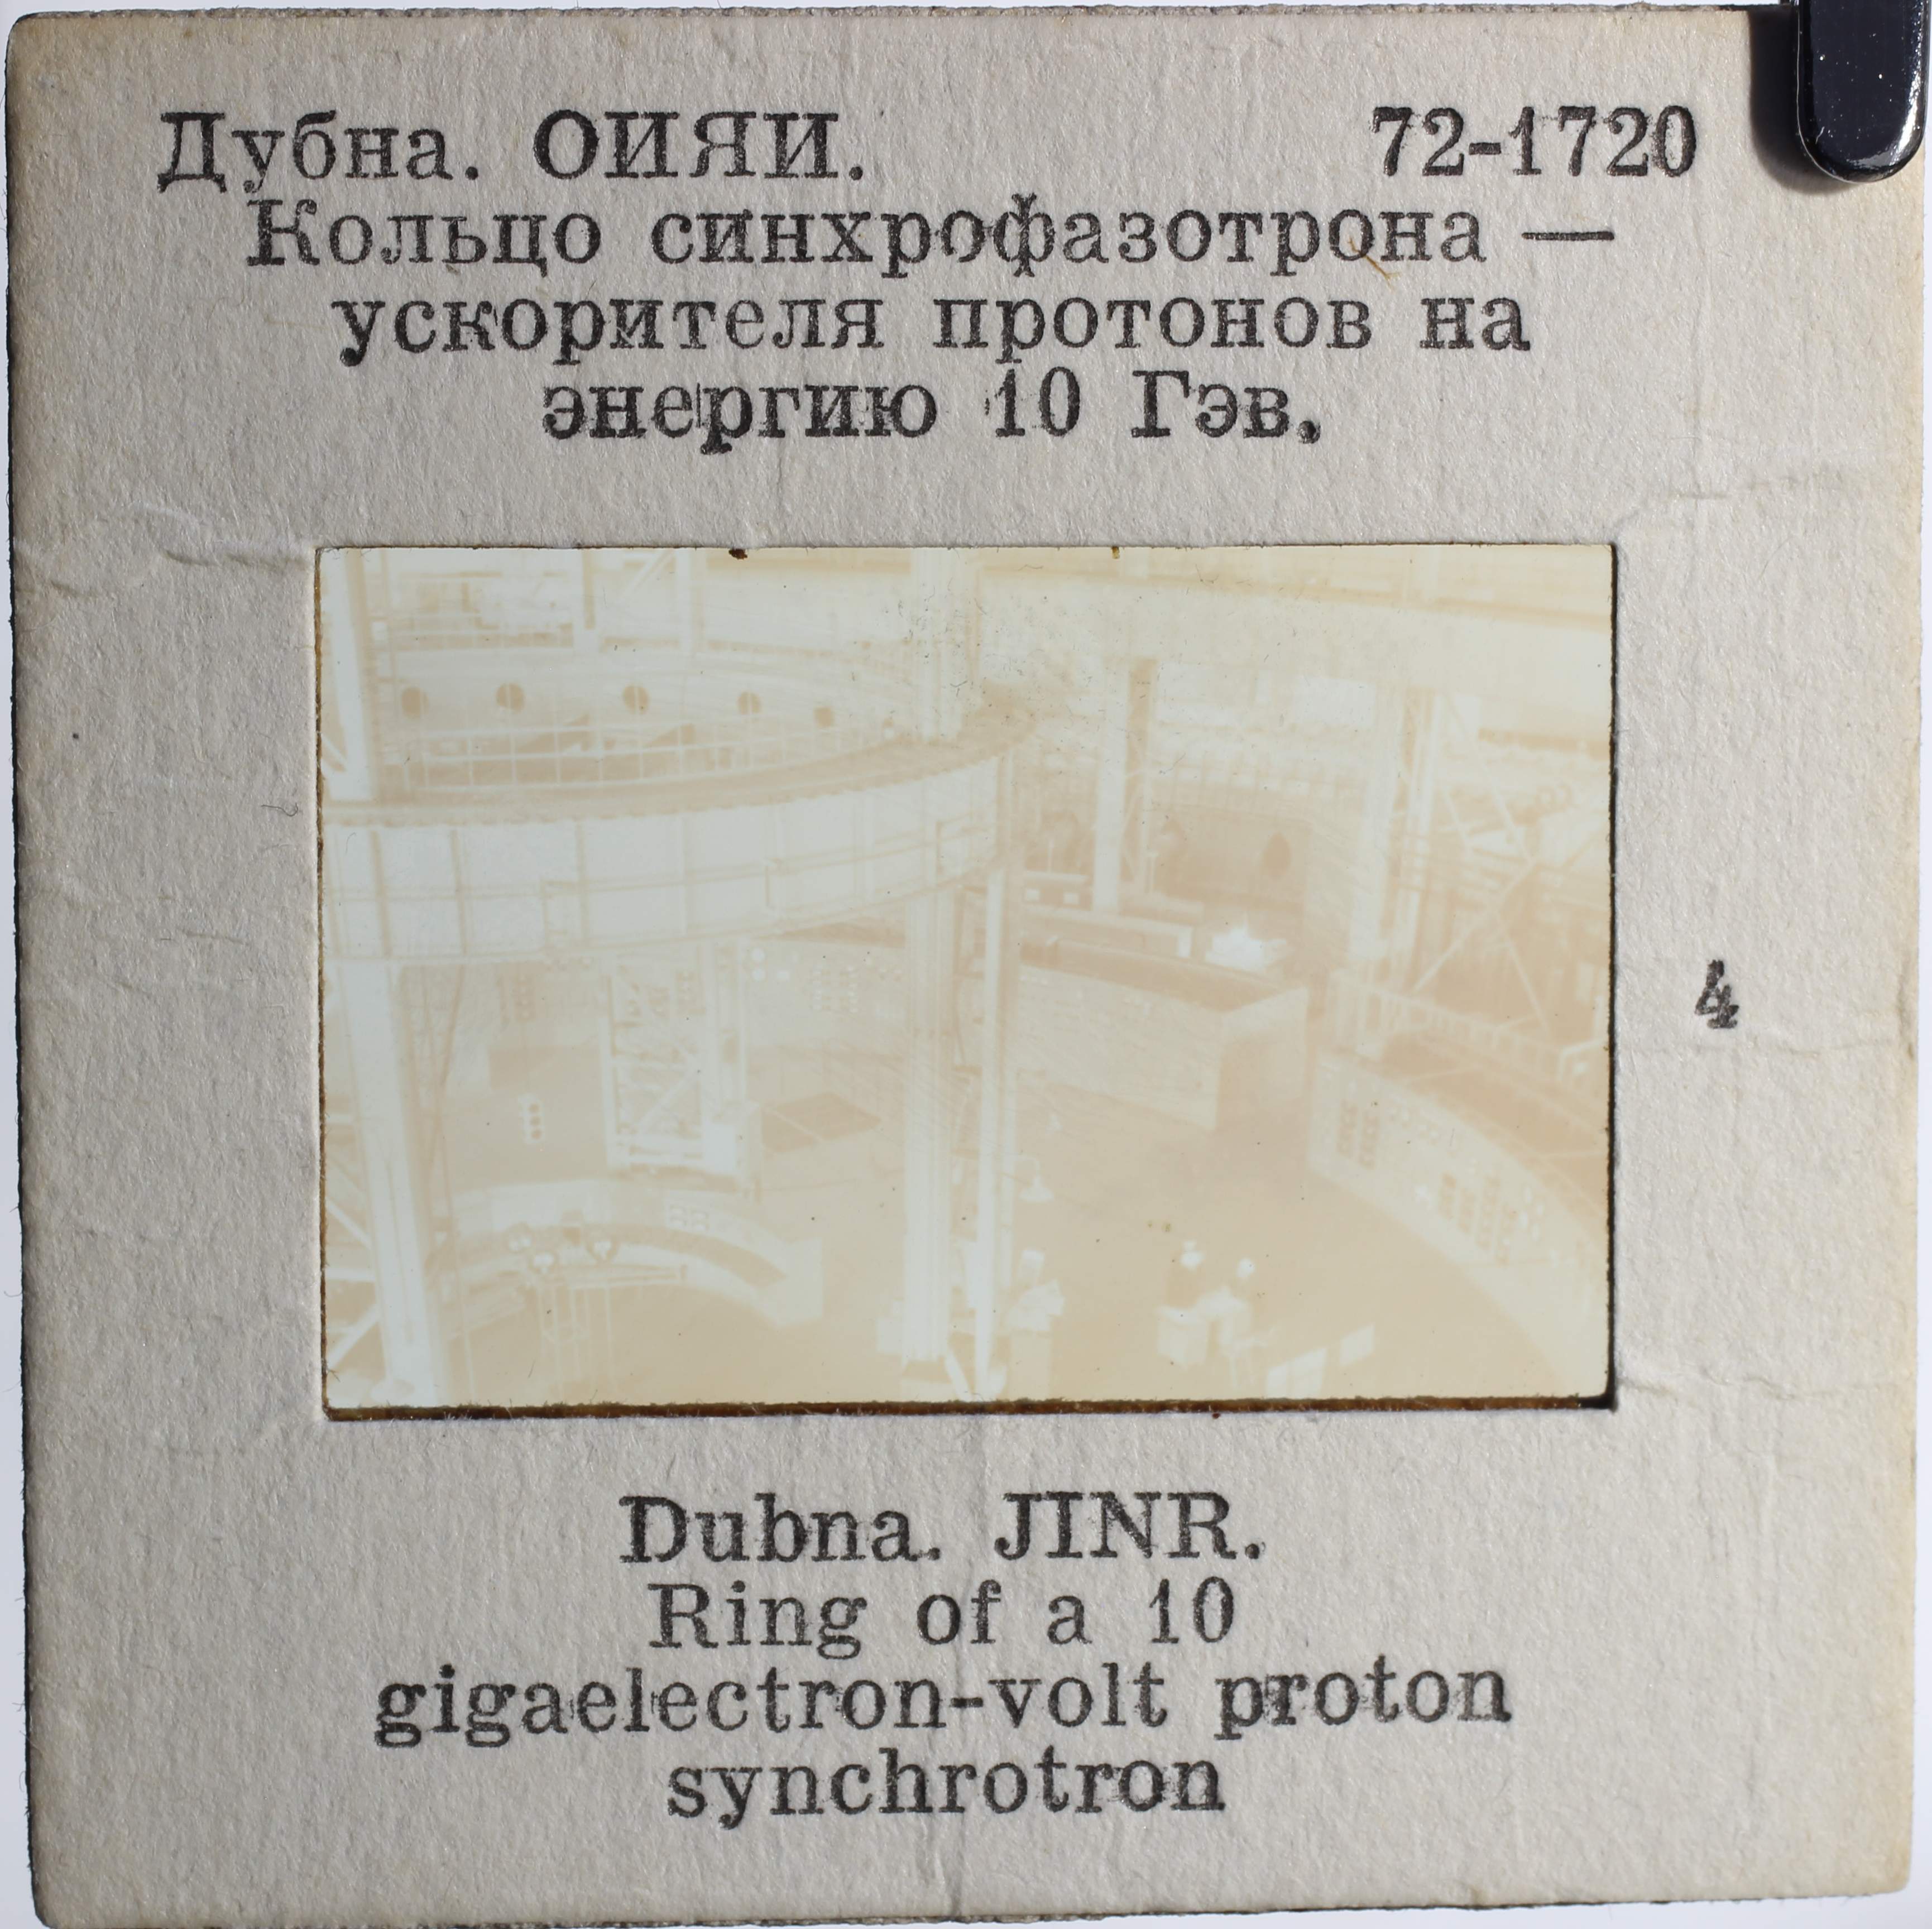 Дубна. ОИЯИ. 72-1720
Кольцо синхрофазотрона —
ускорителя протонов на
энергию 10 Гэв.
4
Dubna. JINR.
Ring of a 10
gigaelectron-volt proton
synchrotron